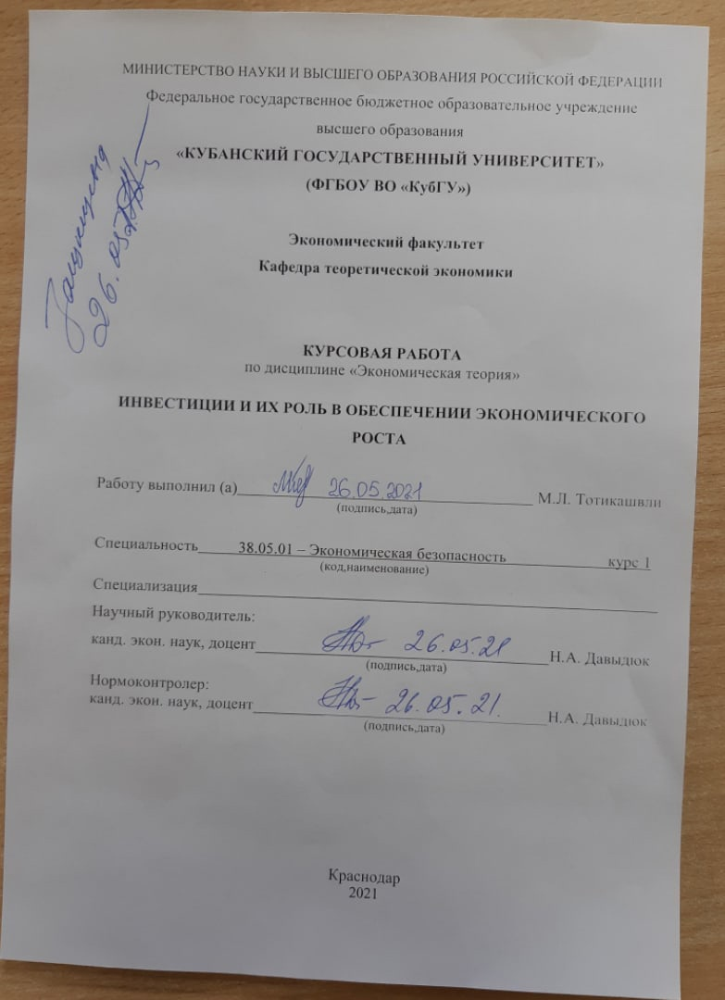 МИНИСТЕРСТВО НАУКИ И ВЫСШЕГО ОБРАЗОВАНИЯ РОССИЙСКОЙ ФЕДЕРАЦИИ
Федеральное государственное бюджетное образовательное учреждение
высшего образования
«КУБАНСКИЙ ГОСУДАРСТВЕННЫЙ УНИВЕРСИТЕТ»
(ФГБОУ ВО «КубГУ»)
Защищена
26.05.21
Экономический факультет
Кафедра теоретической экономики
КУРСОВАЯ РАБОТА
по дисциплине «Экономическая теория»
ИНВЕСТИЦИИ И ИХ РОЛЬ В ОБЕСПЕЧЕНИИ ЭКОНОМИЧЕСКОГО
РОСТА
Работу выполнил (а) 26.05.2021 М.Л. Тотикашвли
(подпись,дата)
Специальность 38.05.01 – Экономическая безопасность курс 1
(код,наименование)
Специализация
Научный руководитель:
канд. экон. наук, доцент 26.05.21 Н.А. Давыдюк
(подпись,дата)
Нормоконтролер:
канд. экон. наук, доцент 26.05.21. Н.А. Давыдюк
(подпись,дата)
Краснодар
2021